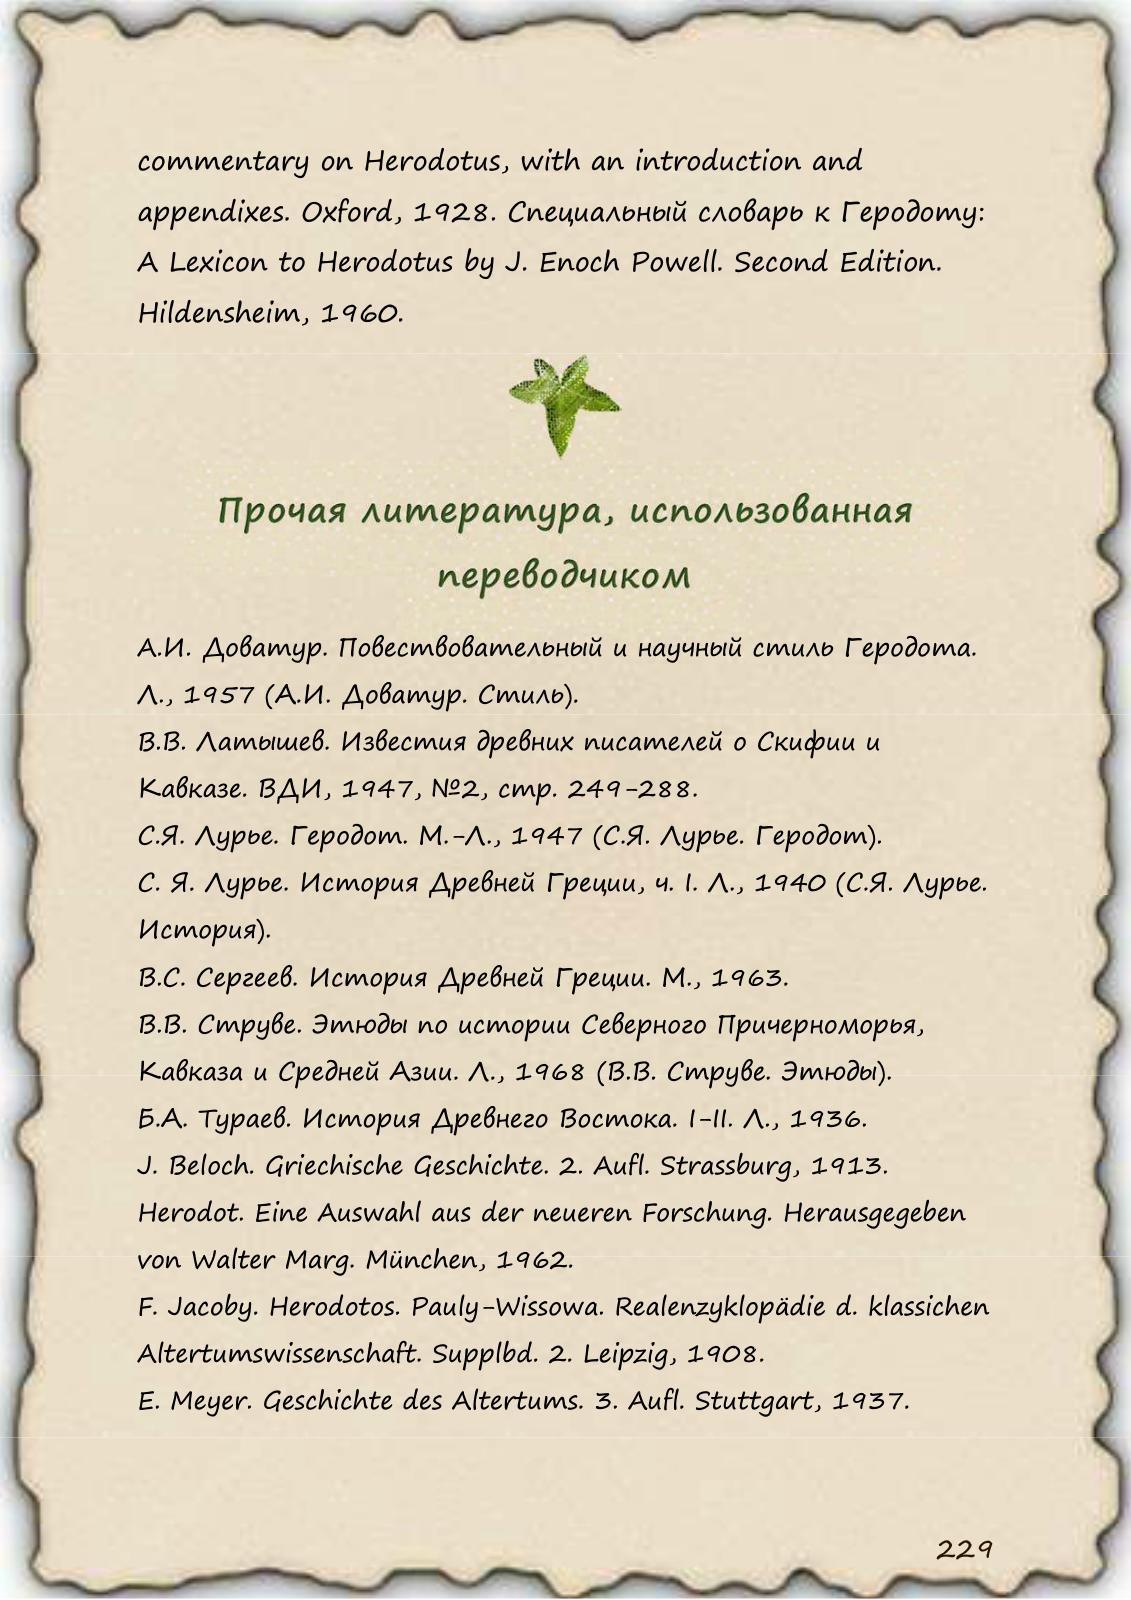 commentary on Herodotus, with an introduction and
appendixes. Oxford, 1928. Специальный словарь к Геродоту:
A Lexicon to Herodotus by J. Enoch Powell. Second Edition.
Hildensheim, 1960.
Прочая литература, использованная
переводчиком
А.И. Доватур. Повествовательный и научный стиль Геродота.
Л., 1957 (А.И. Доватур. Стиль).
В.В. Латышев. Известия древних писателей о Скифии и
Кавказе. ВДИ, 1947, №2, стр. 249-288.
С.Я. Лурье. Геродот. М.-Л., 1947 (С.Я. Лурье. Геродот).
С. Я. Лурье. История Древней Греции, ч. I. Л., 1940 (С.Я. Лурье.
История).
В.С. Сергеев. История Древней Греции. М., 1963.
В.В. Струве. Этюды по истории Северного Причерноморья,
Кавказа и Средней Азии. Л., 1968 (В.В. Струве. Этюды).
Б.А. Тураев. История Древнего Востока. I-II. Л., 1936.
J. Beloch. Griechische Geschichte. 2. Aufl. Strassburg, 1913.
Herodot. Eine Auswahl aus der neueren Forschung. Herausgegeben
von Walter Marg. München, 1962.
F. Jacoby. Herodotos. Pauly-Wissowa. Realenzyklopädie d. klassichen
Altertumswissenschaft. Supplbd. 2. Leipzig, 1908.
E. Meyer. Geschichte des Altertums. 3. Aufl. Stuttgart, 1937.
229